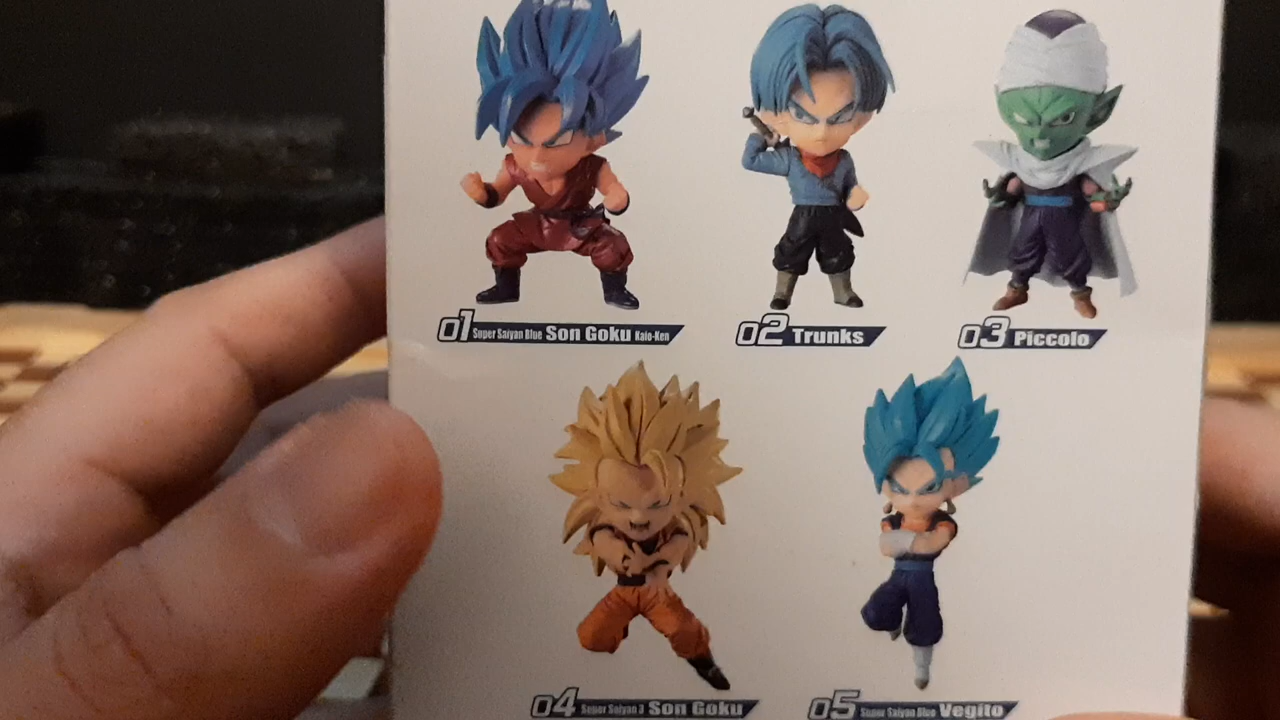 01 Super Saiyan Blue Son Goku Kaio-Ken
02 Trunks
03 Piccolo
04 Super Saiyan 3 Son Goku
05 Super Saiyan Blue Vegito